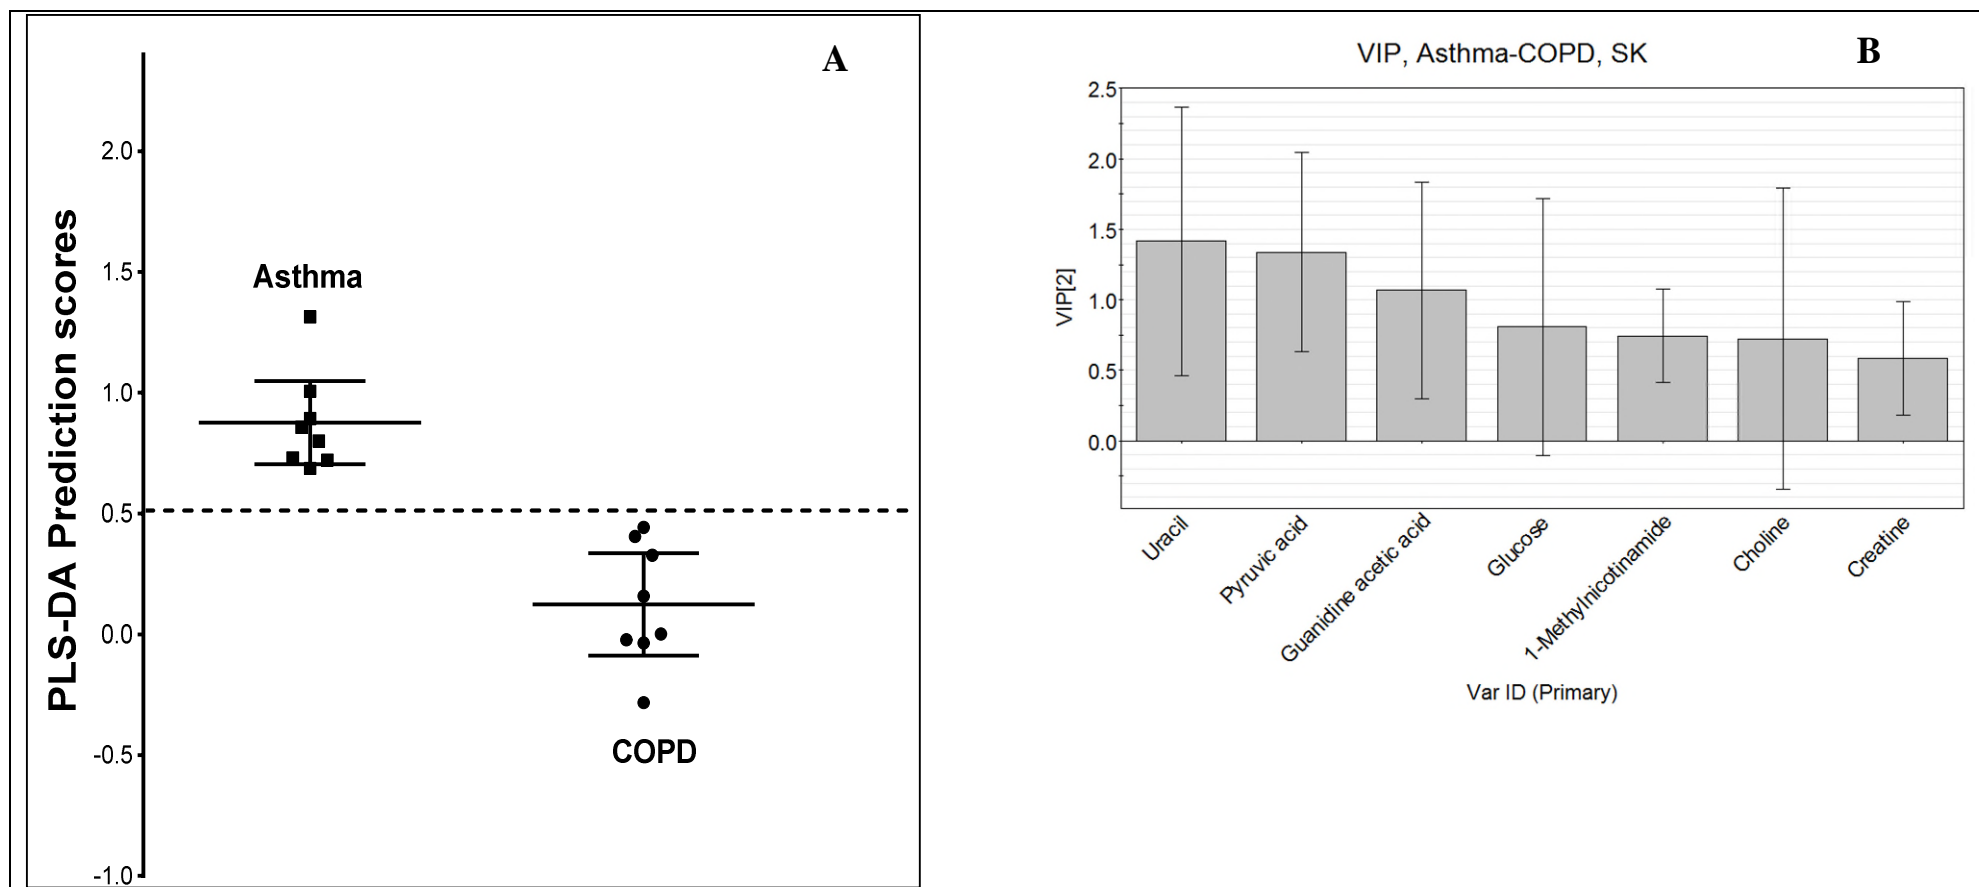 A
PLS-DA Prediction scores
2.0
1.5
1.0
0.5
0.0
-0.5
-1.0
Asthma
COPD
B
VIP, Asthma-COPD, SK
VIP[2]
2.5
2.0
1.5
1.0
0.5
0.0
Uracil
Pyruvic acid
Guanidine acetic acid
Glucose
1-Methylnicotinamide
Choline
Creatine
Var ID (Primary)